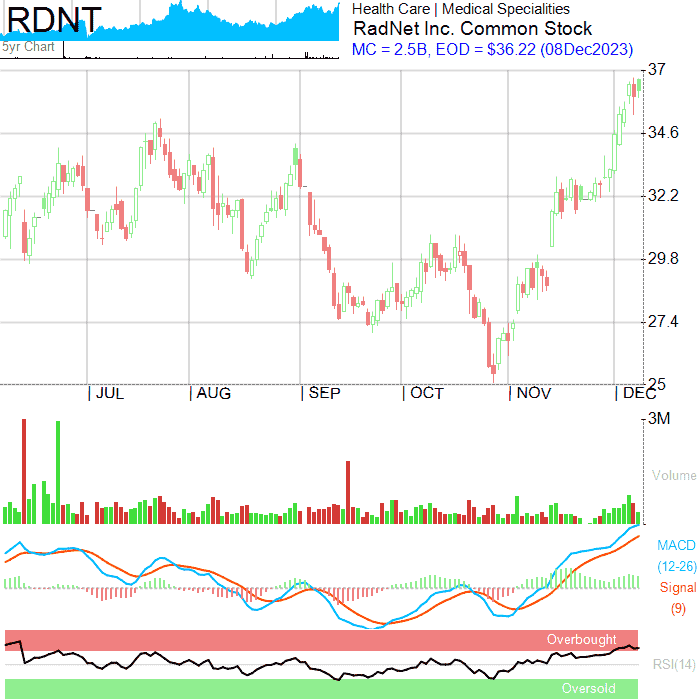 RDNT
5yr Chart
Health Care | Medical Specialities
RadNet Inc. Common Stock
MC = 2.5B, EOD = $36.22 (08Dec2023)
37
34.6
32.2
29.8
27.4
25
JUL
AUG
SEP
OCT
NOV
DEC
3M
Volume
MACD
(12-26)
Signal
(9)
Overbought
RSI(14)
Oversold